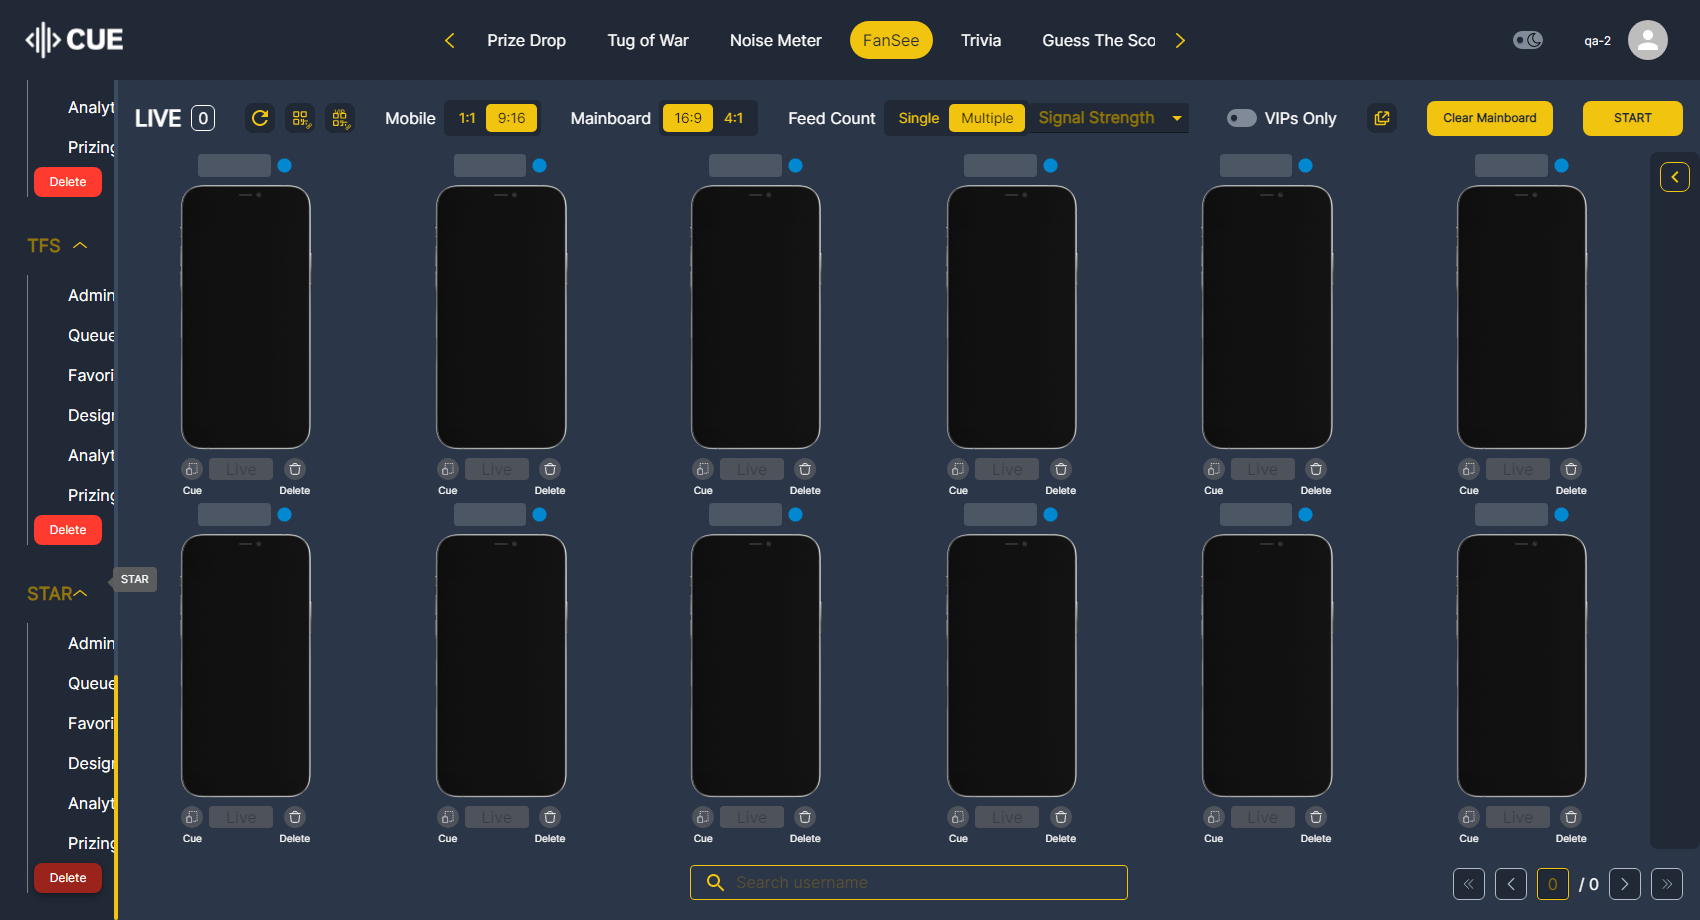 CUE
Prize Drop
Tug of War
Noise Meter
FanSee
Trivia
Guess The Sco
qa-2
Analyt
Prizing
Delete
TFS
Admin
Queue
Favori
Design
Analyt
Prizing
Delete
STAR
STAR
Admin
Queue
Favori
Design
Analyt
Prizing
Delete
LIVE 0
Mobile 1:1 9:16
Mainboard 16:9 4:1
Feed Count Single Multiple
Signal Strength
VIPs Only
Clear Mainboard
START
Live Live Live Live Live Live
Cue Delete Cue Delete Cue Delete Cue Delete Cue Delete Cue Delete
Live Live Live Live Live Live
Cue Delete Cue Delete Cue Delete Cue Delete Cue Delete Cue Delete
Search username
0 / 0